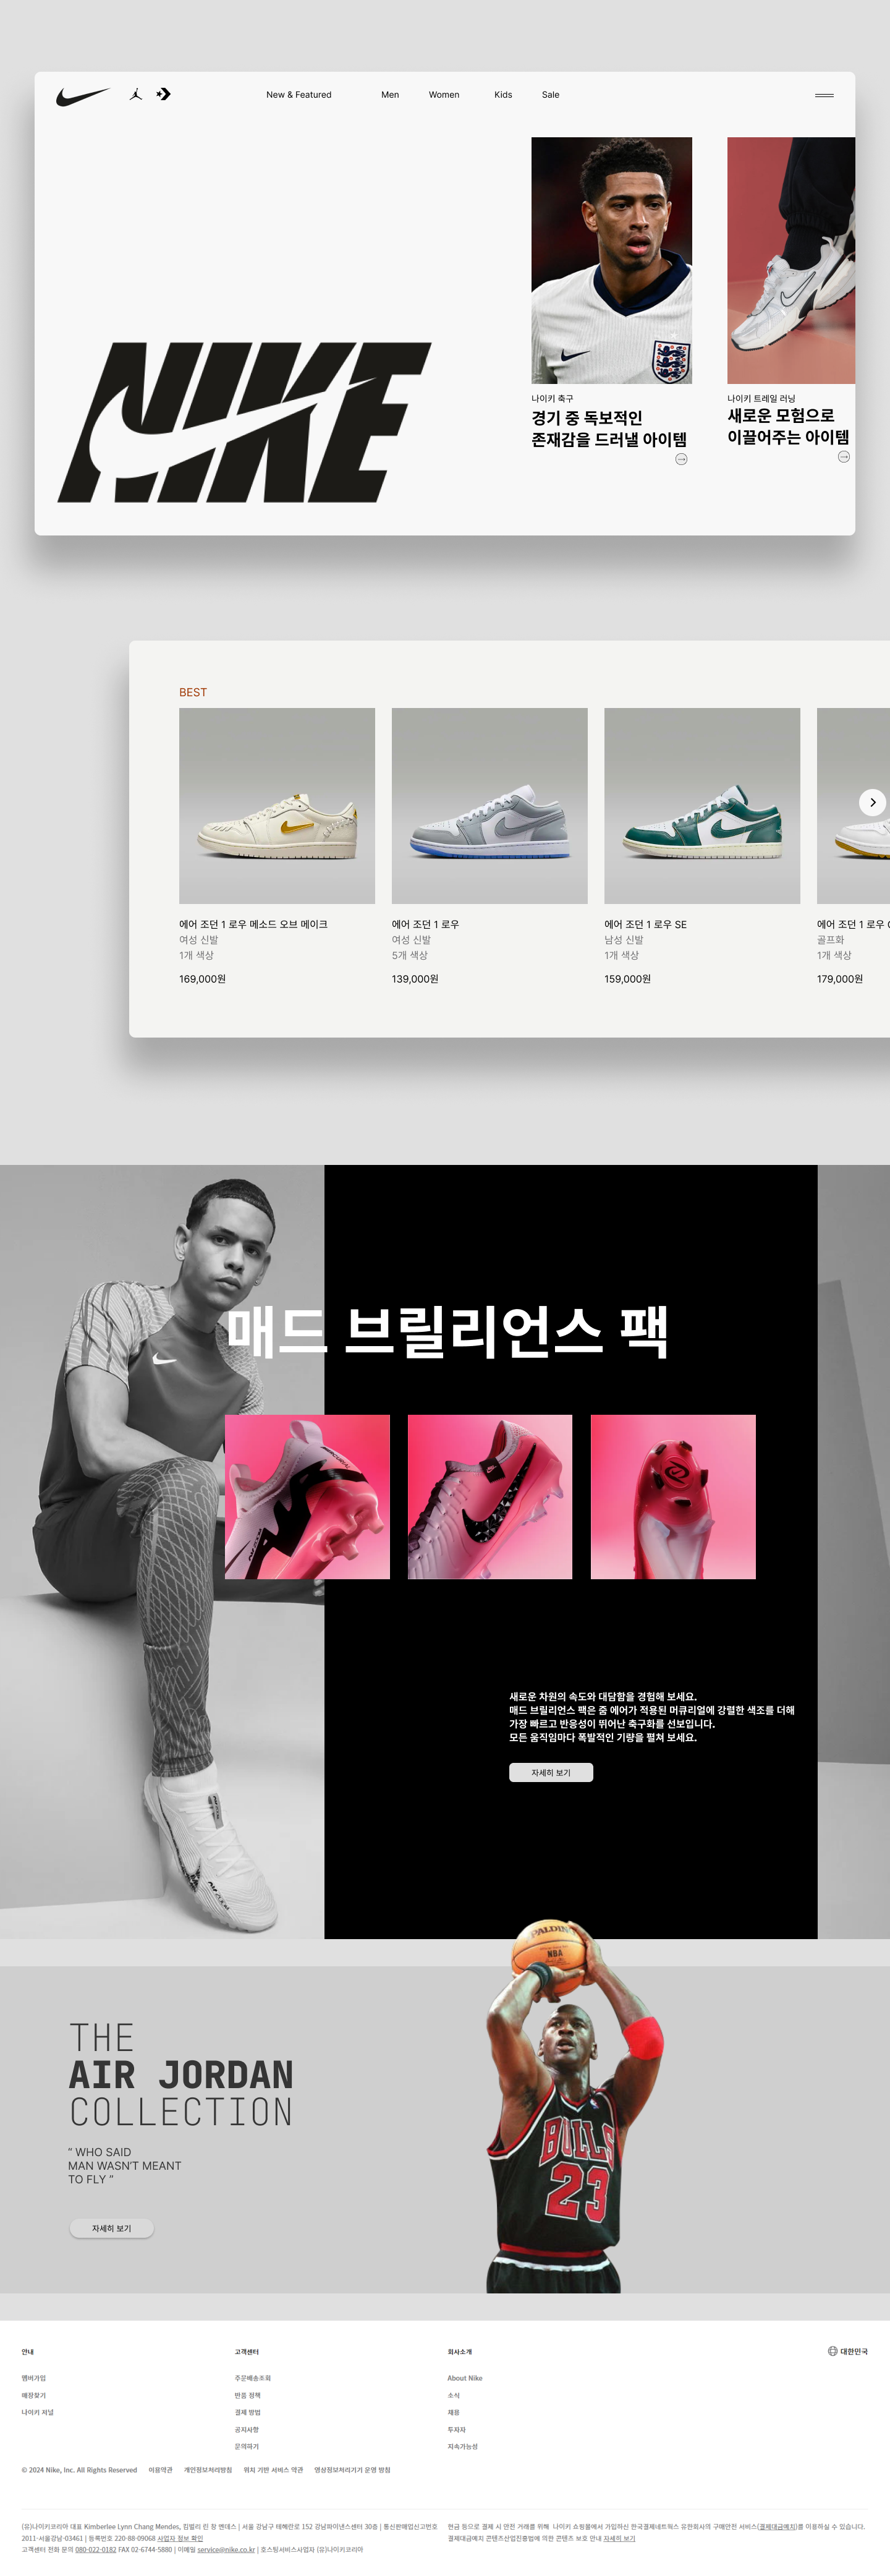 New & Featured
Men
Women
Kids
Sale
NIKE
나이키 축구
경기 중 독보적인
존재감을 드러낼 아이템
나이키 트레일 러닝
새로운 모험으로
이끌어주는 아이템
BEST
에어 조던 1 로우 메소드 오브 메이크
여성 신발
1개 색상
169,000원
에어 조던 1 로우
여성 신발
5개 색상
139,000원
에어 조던 1 로우 SE
남성 신발
1개 색상
159,000원
에어 조던 1 로우
골프화
1개 색상
179,000원
매드 브릴리언스 팩
새로운 차원의 속도와 대담함을 경험해 보세요.
매드 브릴리언스 팩은 줌 에어가 적용된 머큐리얼에 강렬한 색조를 더해
가장 빠르고 반응성이 뛰어난 축구화를 선보입니다.
모든 움직임마다 폭발적인 기량을 펼쳐 보세요.
자세히 보기
SPALDING
NBA
BULLS
23
THE
AIR JORDAN
COLLECTION
“ WHO SAID
MAN WASN’T MEANT
TO FLY ”
자세히 보기
안내
멤버가입
매장찾기
나이키 저널
고객센터
주문배송조회
반품 정책
결제 방법
공지사항
문의하기
회사소개
About Nike
소식
채용
투자자
지속가능성
대한민국
© 2024 Nike, Inc. All Rights Reserved
이용약관
개인정보처리방침
위치 기반 서비스 약관
영상정보처리기기 운영 방침
(유)나이키코리아 대표 Kimberlee Lynn Chang Mendes, 킴벌리 린 창 멘데스 | 서울 강남구 테헤란로 152 강남파이낸스센터 30층 | 통신판매업신고번호
2011-서울강남-03461 | 등록번호 220-88-09068 사업자 정보 확인
고객센터 전화 문의 080-022-0182 FAX 02-6744-5880 | 이메일 service@nike.co.kr | 호스팅서비스사업자 (유)나이키코리아
현금 등으로 결제 시 안전 거래를 위해 나이키 쇼핑몰에서 가입하신 한국결제네트웍스 유한회사의 구매안전 서비스(결제대금예치)를 이용하실 수 있습니다.
결제대금예치 콘텐츠산업진흥법에 의한 콘텐츠 보호 안내 자세히 보기